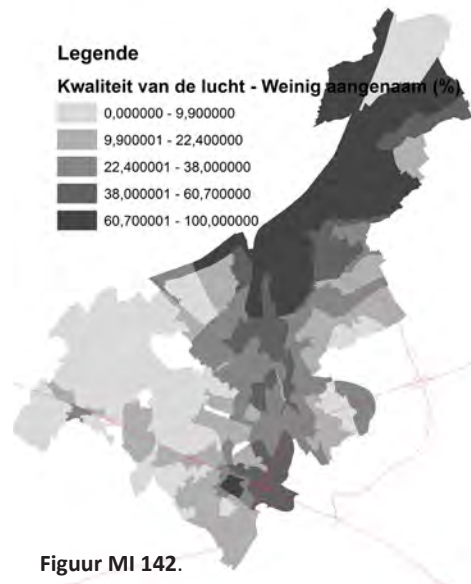 Legende
Kwaliteit van de lucht - Weinig aangenaam (%)
0,000000 - 9,900000
9,900001 - 22,400000
22,400001 - 38,000000
38,000001 - 60,700000
60,700001 - 100,000000
Figuur MI 142.